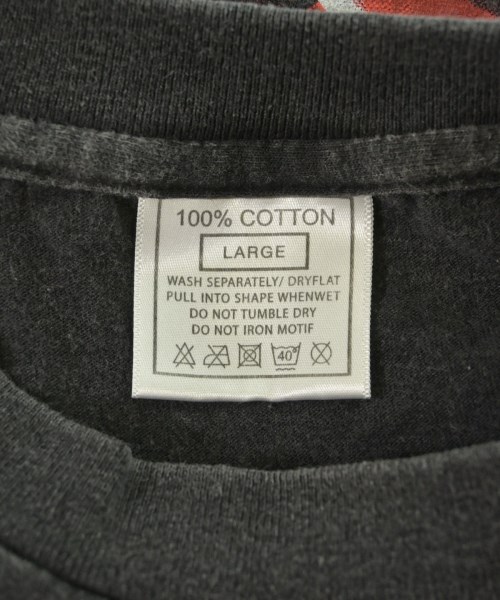 100% COTTON
LARGE
WASH SEPARATELY/ DRYFLAT
PULL INTO SHAPE WHENWET
DO NOT TUMBLE DRY
DO NOT IRON MOTIF
40°